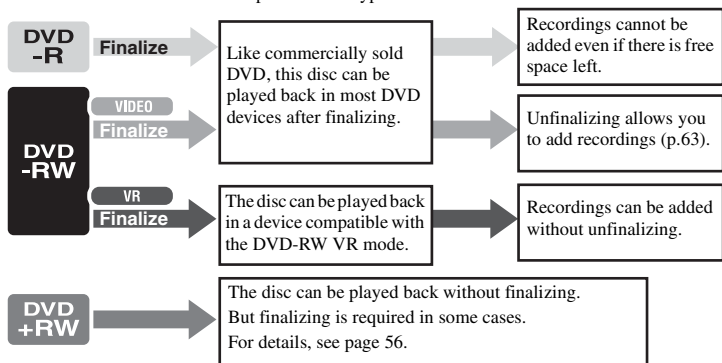 DVD
-R
Finalize
Like commercially sold
DVD, this disc can be
played back in most DVD
devices after finalizing.
Recordings cannot be
added even if there is free
space left.
DVD
-RW
VIDEO
Finalize
Unfinalizing allows you
to add recordings (p.63).
VR
Finalize
The disc can be played back
in a device compatible with
the DVD-RW VR mode.
Recordings can be added
without unfinalizing.
DVD
+RW
The disc can be played back without finalizing.
But finalizing is required in some cases.
For details, see page 56.